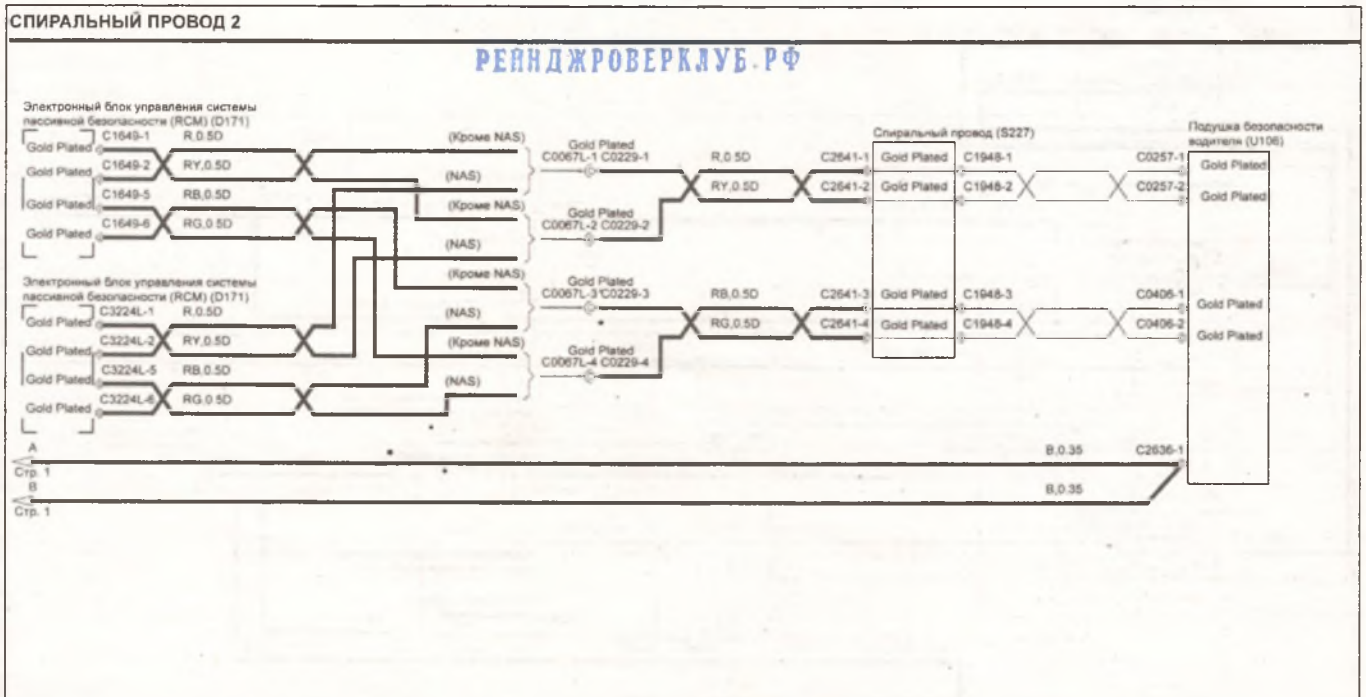 СПИРАЛЬНЫЙ ПРОВОД 2
РЕЙНДЖРОВЕРКЛУБ.РФ
Электронный блок управления системы
пассивной безопасности (RCM) (D171)
Gold Plated C1649-1 R,0.5D
Gold Plated C1649-2 RY,0.5D
Gold Plated C1649-5 RB,0.5D
Gold Plated C1649-6 RG,0.5D
Электронный блок управления системы
пассивной безопасности (RCM) (D171)
Gold Plated C3224L-1 R,0.5D
Gold Plated C3224L-2 RY,0.5D
Gold Plated C3224L-5 RB,0.5D
Gold Plated C3224L-6 RG,0.5D
(Кроме NAS)
(NAS)
(Кроме NAS)
(NAS)
(Кроме NAS)
(NAS)
(Кроме NAS)
(NAS)
Gold Plated
C0067L-1 C0229-1
Gold Plated
C0067L-2 C0229-2
Gold Plated
C0067L-3 C0229-3
Gold Plated
C0067L-4 C0229-4
R,0.5D
RY,0.5D
RB,0.5D
RG,0.5D
Спиральный провод (S227)
C2641-1 Gold Plated C1948-1
C2641-2 Gold Plated C1948-2
C2641-3 Gold Plated C1948-3
C2641-4 Gold Plated C1948-4
Подушка безопасности
водителя (U106)
C0257-1 Gold Plated
C0257-2 Gold Plated
C0406-1 Gold Plated
C0406-2 Gold Plated
A
Стр. 1
B,0.35 C2636-1
B
Стр. 1
B,0.35